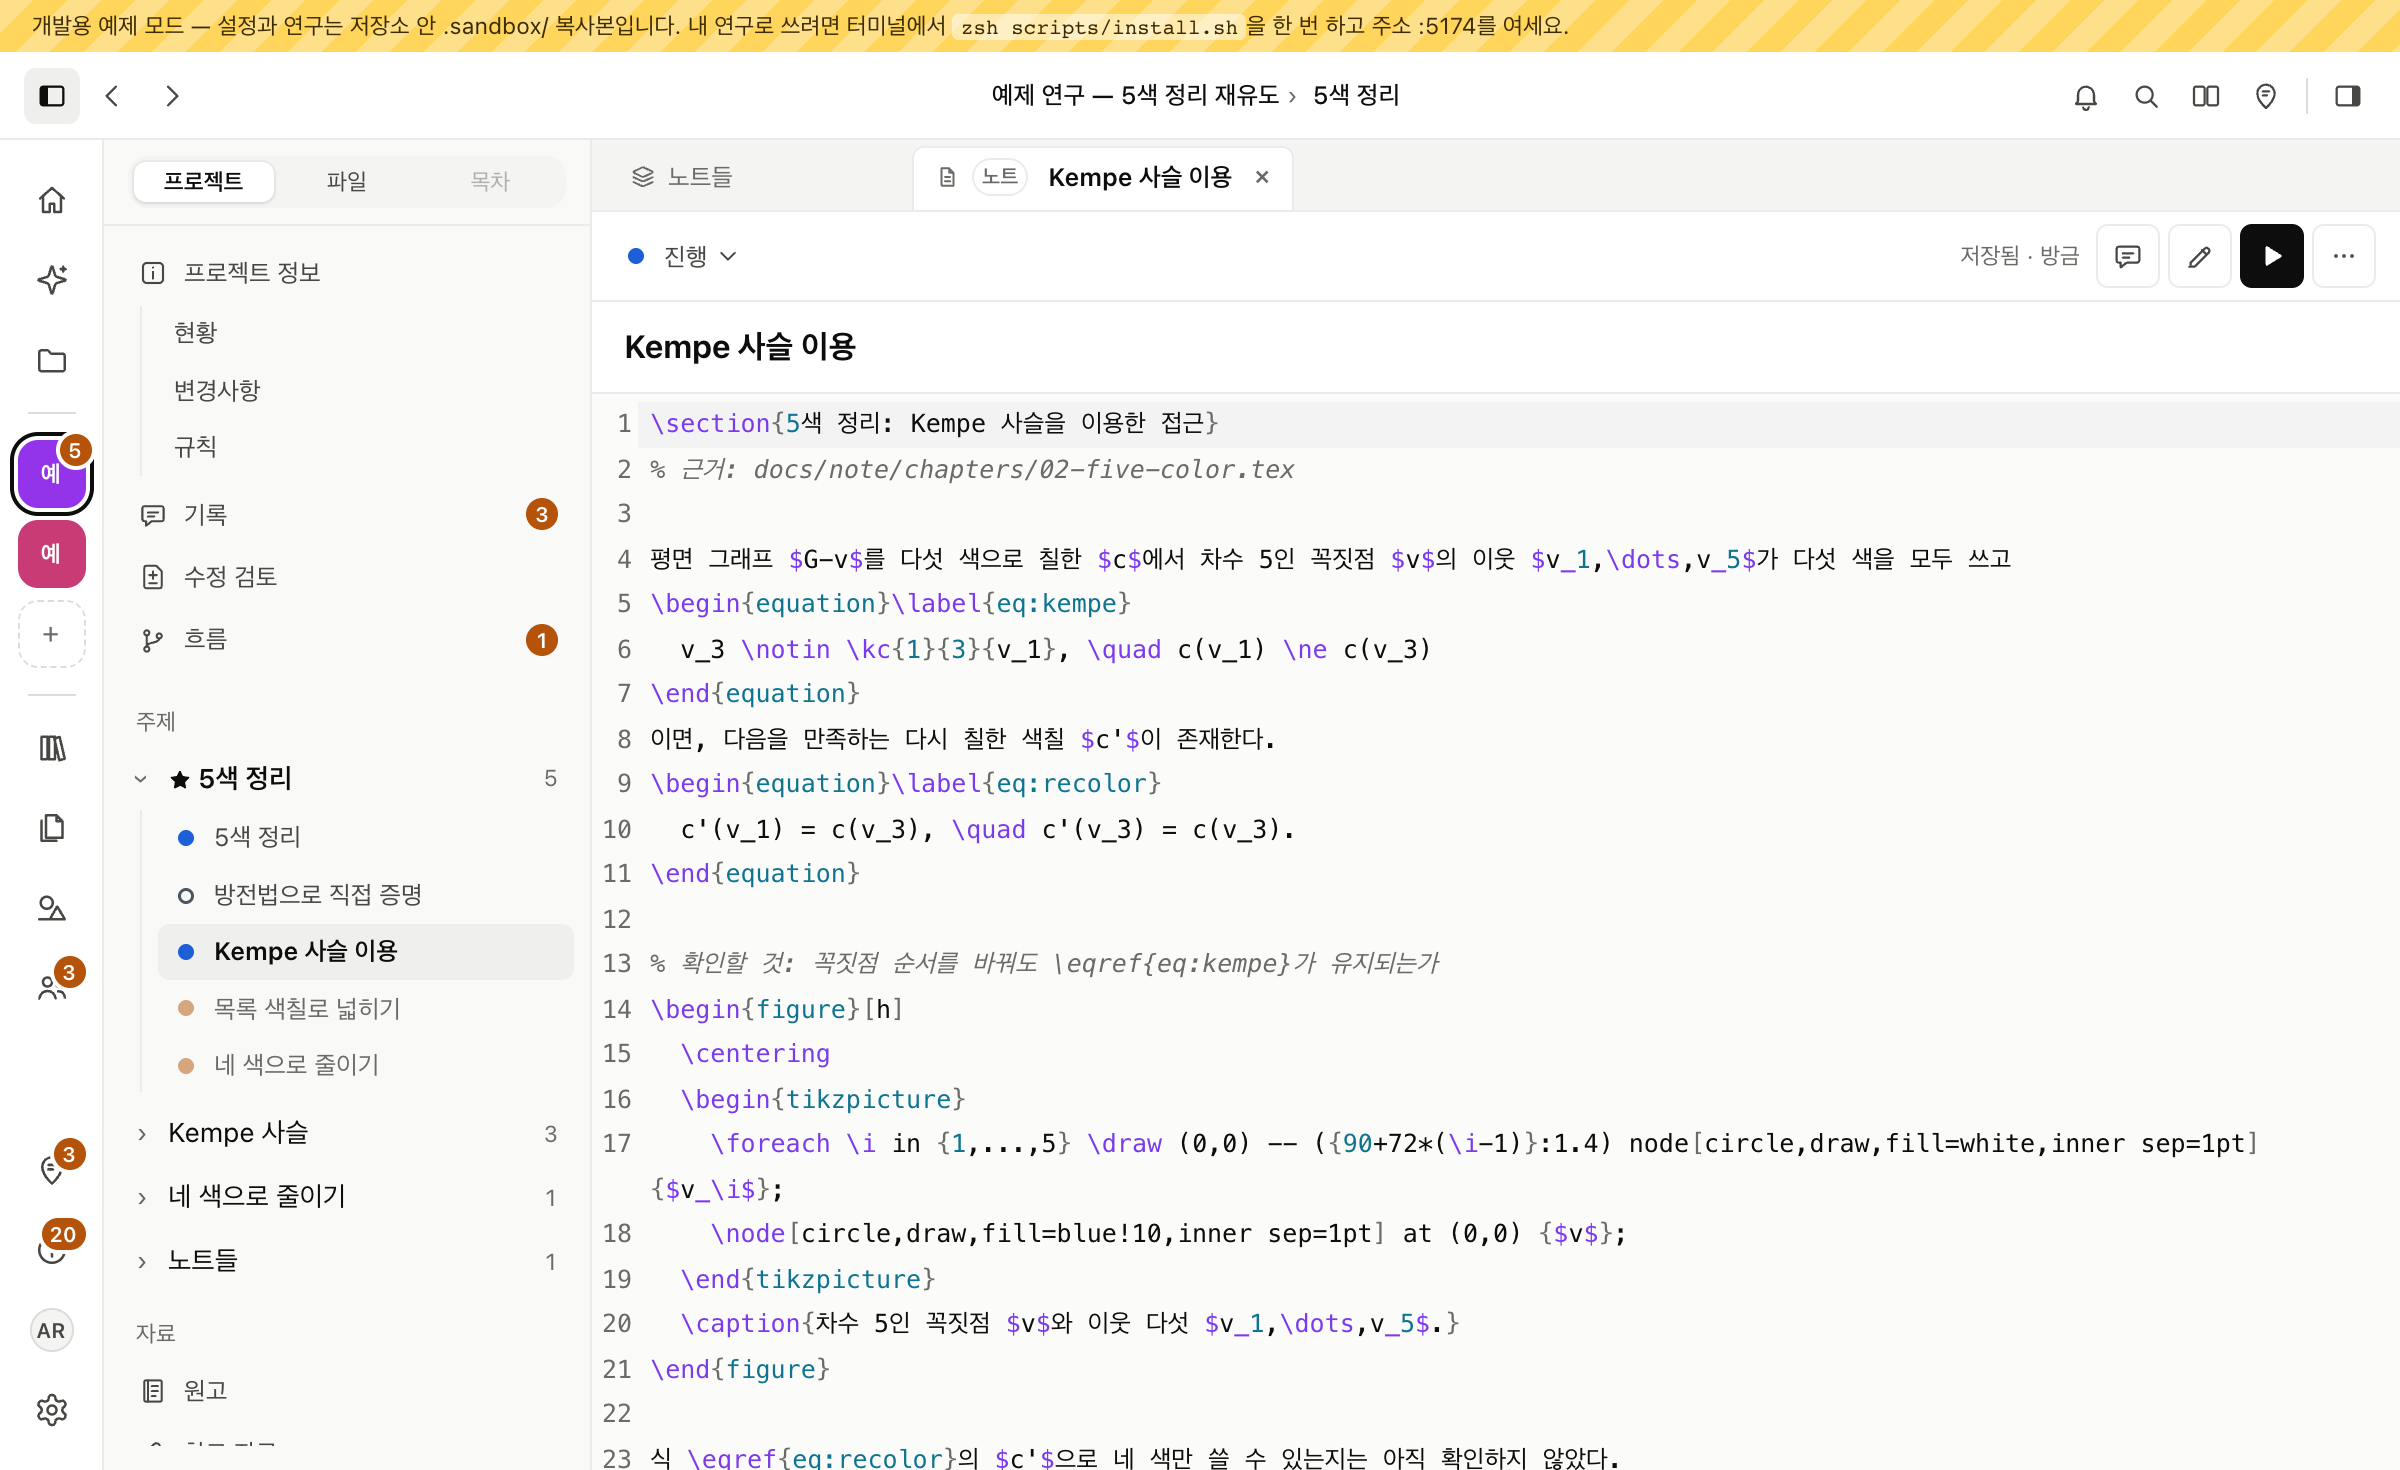 개발용 예제 모드 — 설정과 연구는 저장소 안 .sandbox/ 복사본입니다. 내 연구로 쓰려면 터미널에서 zsh scripts/install.sh을 한 번 하고 주소 :5174를 여세요.
예제 연구 — 5색 정리 재유도 › 5색 정리
프로젝트 파일 목차
노트들
노트 Kempe 사슬 이용 ×
프로젝트 정보
현황
변경사항
규칙
기록 3
수정 검토
흐름 1
주제
★ 5색 정리 5
5색 정리
방전법으로 직접 증명
Kempe 사슬 이용
목록 색칠로 넓히기
네 색으로 줄이기
› Kempe 사슬 3
› 네 색으로 줄이기 1
› 노트들 1
자료
원고
예 5
예
+
3
3
20
AR
진행
저장됨 · 방금
Kempe 사슬 이용
1 \section{5색 정리: Kempe 사슬을 이용한 접근}
2 % 근거: docs/note/chapters/02-five-color.tex
3
4 평면 그래프 $G-v$를 다섯 색으로 칠한 $c$에서 차수 5인 꼭짓점 $v$의 이웃 $v_1,\dots,v_5$가 다섯 색을 모두 쓰고
5 \begin{equation}\label{eq:kempe}
6 v_3 \notin \kc{1}{3}{v_1}, \quad c(v_1) \ne c(v_3)
7 \end{equation}
8 이면, 다음을 만족하는 다시 칠한 색칠 $c'$이 존재한다.
9 \begin{equation}\label{eq:recolor}
10 c'(v_1) = c(v_3), \quad c'(v_3) = c(v_3).
11 \end{equation}
12
13 % 확인할 것: 꼭짓점 순서를 바꿔도 \eqref{eq:kempe}가 유지되는가
14 \begin{figure}[h]
15 \centering
16 \begin{tikzpicture}
17 \foreach \i in {1,...,5} \draw (0,0) -- ({90+72*(\i-1)}:1.4) node[circle,draw,fill=white,inner sep=1pt]
{$v_\i$};
18 \node[circle,draw,fill=blue!10,inner sep=1pt] at (0,0) {$v$};
19 \end{tikzpicture}
20 \caption{차수 5인 꼭짓점 $v$와 이웃 다섯 $v_1,\dots,v_5$.}
21 \end{figure}
22
23 식 \eqref{eq:recolor}의 $c'$으로 네 색만 쓸 수 있는지는 아직 확인하지 않았다.